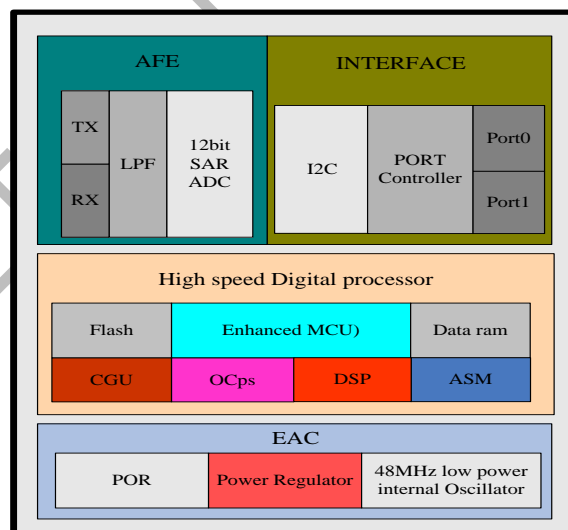 AFE
INTERFACE
TX
RX
LPF
12bit
SAR
ADC
I2C
PORT
Controller
Port0
Port1
High speed Digital processor
Flash
Enhanced MCU)
Data ram
CGU
OCps
DSP
ASM
EAC
POR
Power Regulator
48MHz low power
internal Oscillator